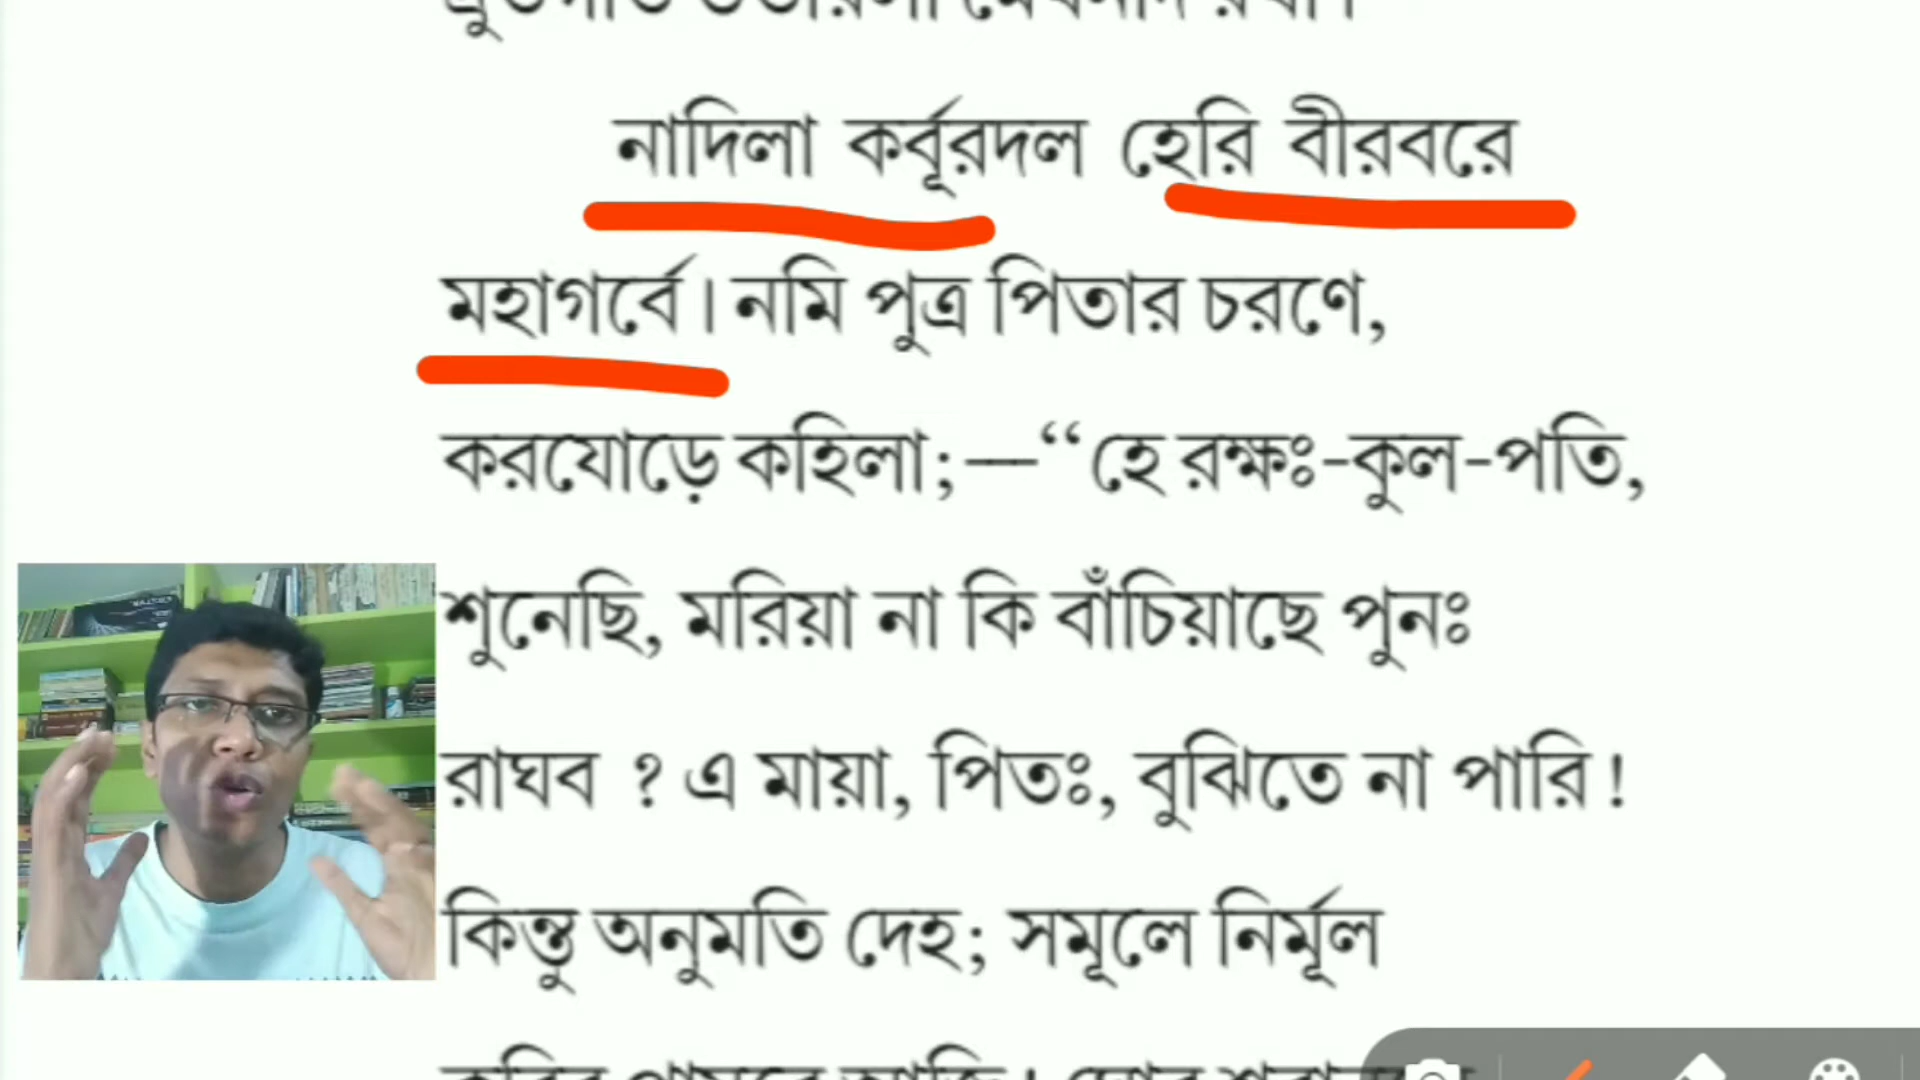 নাদিলা কর্বূরদল হেরি বীরবরে
মহাগর্বে। নমি পুত্র পিতার চরণে,
করযোড়ে কহিলা;—“হে রক্ষঃ-কুল-পতি,
শুনেছি, মরিয়া না কি বাঁচিয়াছে পুনঃ
রাঘব ? এ মায়া, পিতঃ, বুঝিতে না পারি !
কিন্তু অনুমতি দেহ; সমূলে নির্মূল